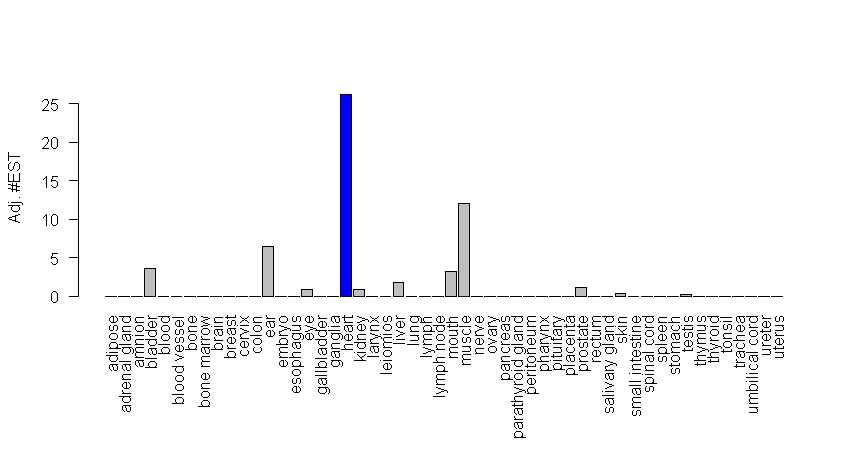 Adj. #EST
25
20
15
10
5
0
adipose
adrenal gland
amnion
bladder
blood
blood vessel
bone
bone marrow
brain
breast
cervix
colon
ear
embryo
esophagus
eye
gallbladder
ganglia
heart
kidney
larynx
leiomios
liver
lung
lymph
lymph node
mouth
muscle
nerve
ovary
pancreas
parathyroid gland
peritoneum
pharynx
pituitary
placenta
prostate
rectum
salivary gland
skin
small intestine
spinal cord
spleen
stomach
testis
thymus
thyroid
tonsil
trachea
umbilical cord
ureter
uterus